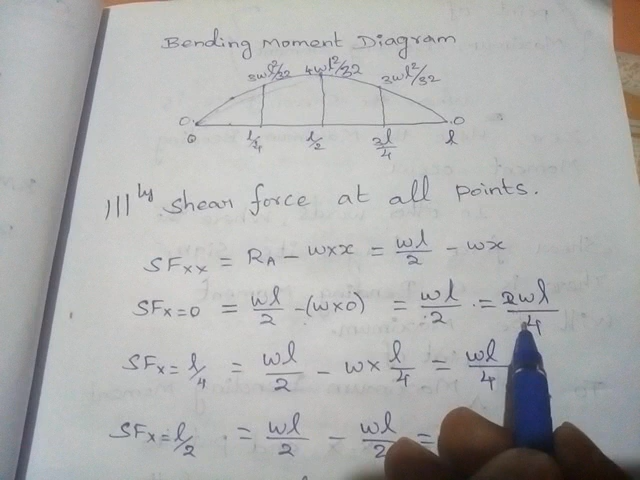 Bending Moment Diagram
3wl²/32 4wl²/32 3wl²/32
0 0
0 l/4 l/2 3l/4 l
|||ly shear force at all points.
SFxx = RA - w×x = wl/2 - wx
SFx=0 = wl/2 - (w×0) = wl/2 = 2wl/4
SFx=l/4 = wl/2 - w×l/4 = wl/4
SFx=l/2 = wl/2 - wl/2 =